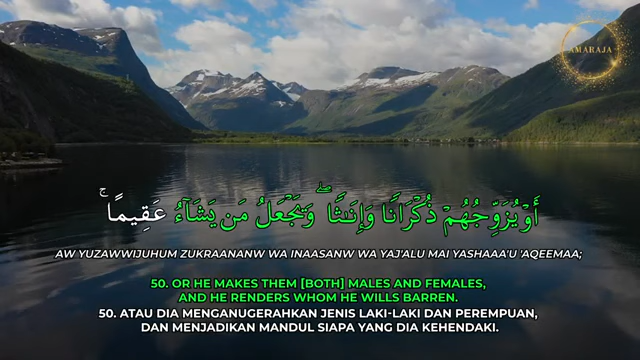 AMARAJA
أَوْ يُزَوِّجُهُمْ ذُكْرَانًا وَإِنَاثًا ۖ وَيَجْعَلُ مَن يَشَاءُ عَقِيمًا ۚ
AW YUZAWWIJUHUM ZUKRAANANW WA INAASANW WA YAJ'ALU MAI YASHAAA'U 'AQEEMAA;
50. OR HE MAKES THEM [BOTH] MALES AND FEMALES,
AND HE RENDERS WHOM HE WILLS BARREN.
50. ATAU DIA MENGANUGERAHKAN JENIS LAKI-LAKI DAN PEREMPUAN,
DAN MENJADIKAN MANDUL SIAPA YANG DIA KEHENDAKI.